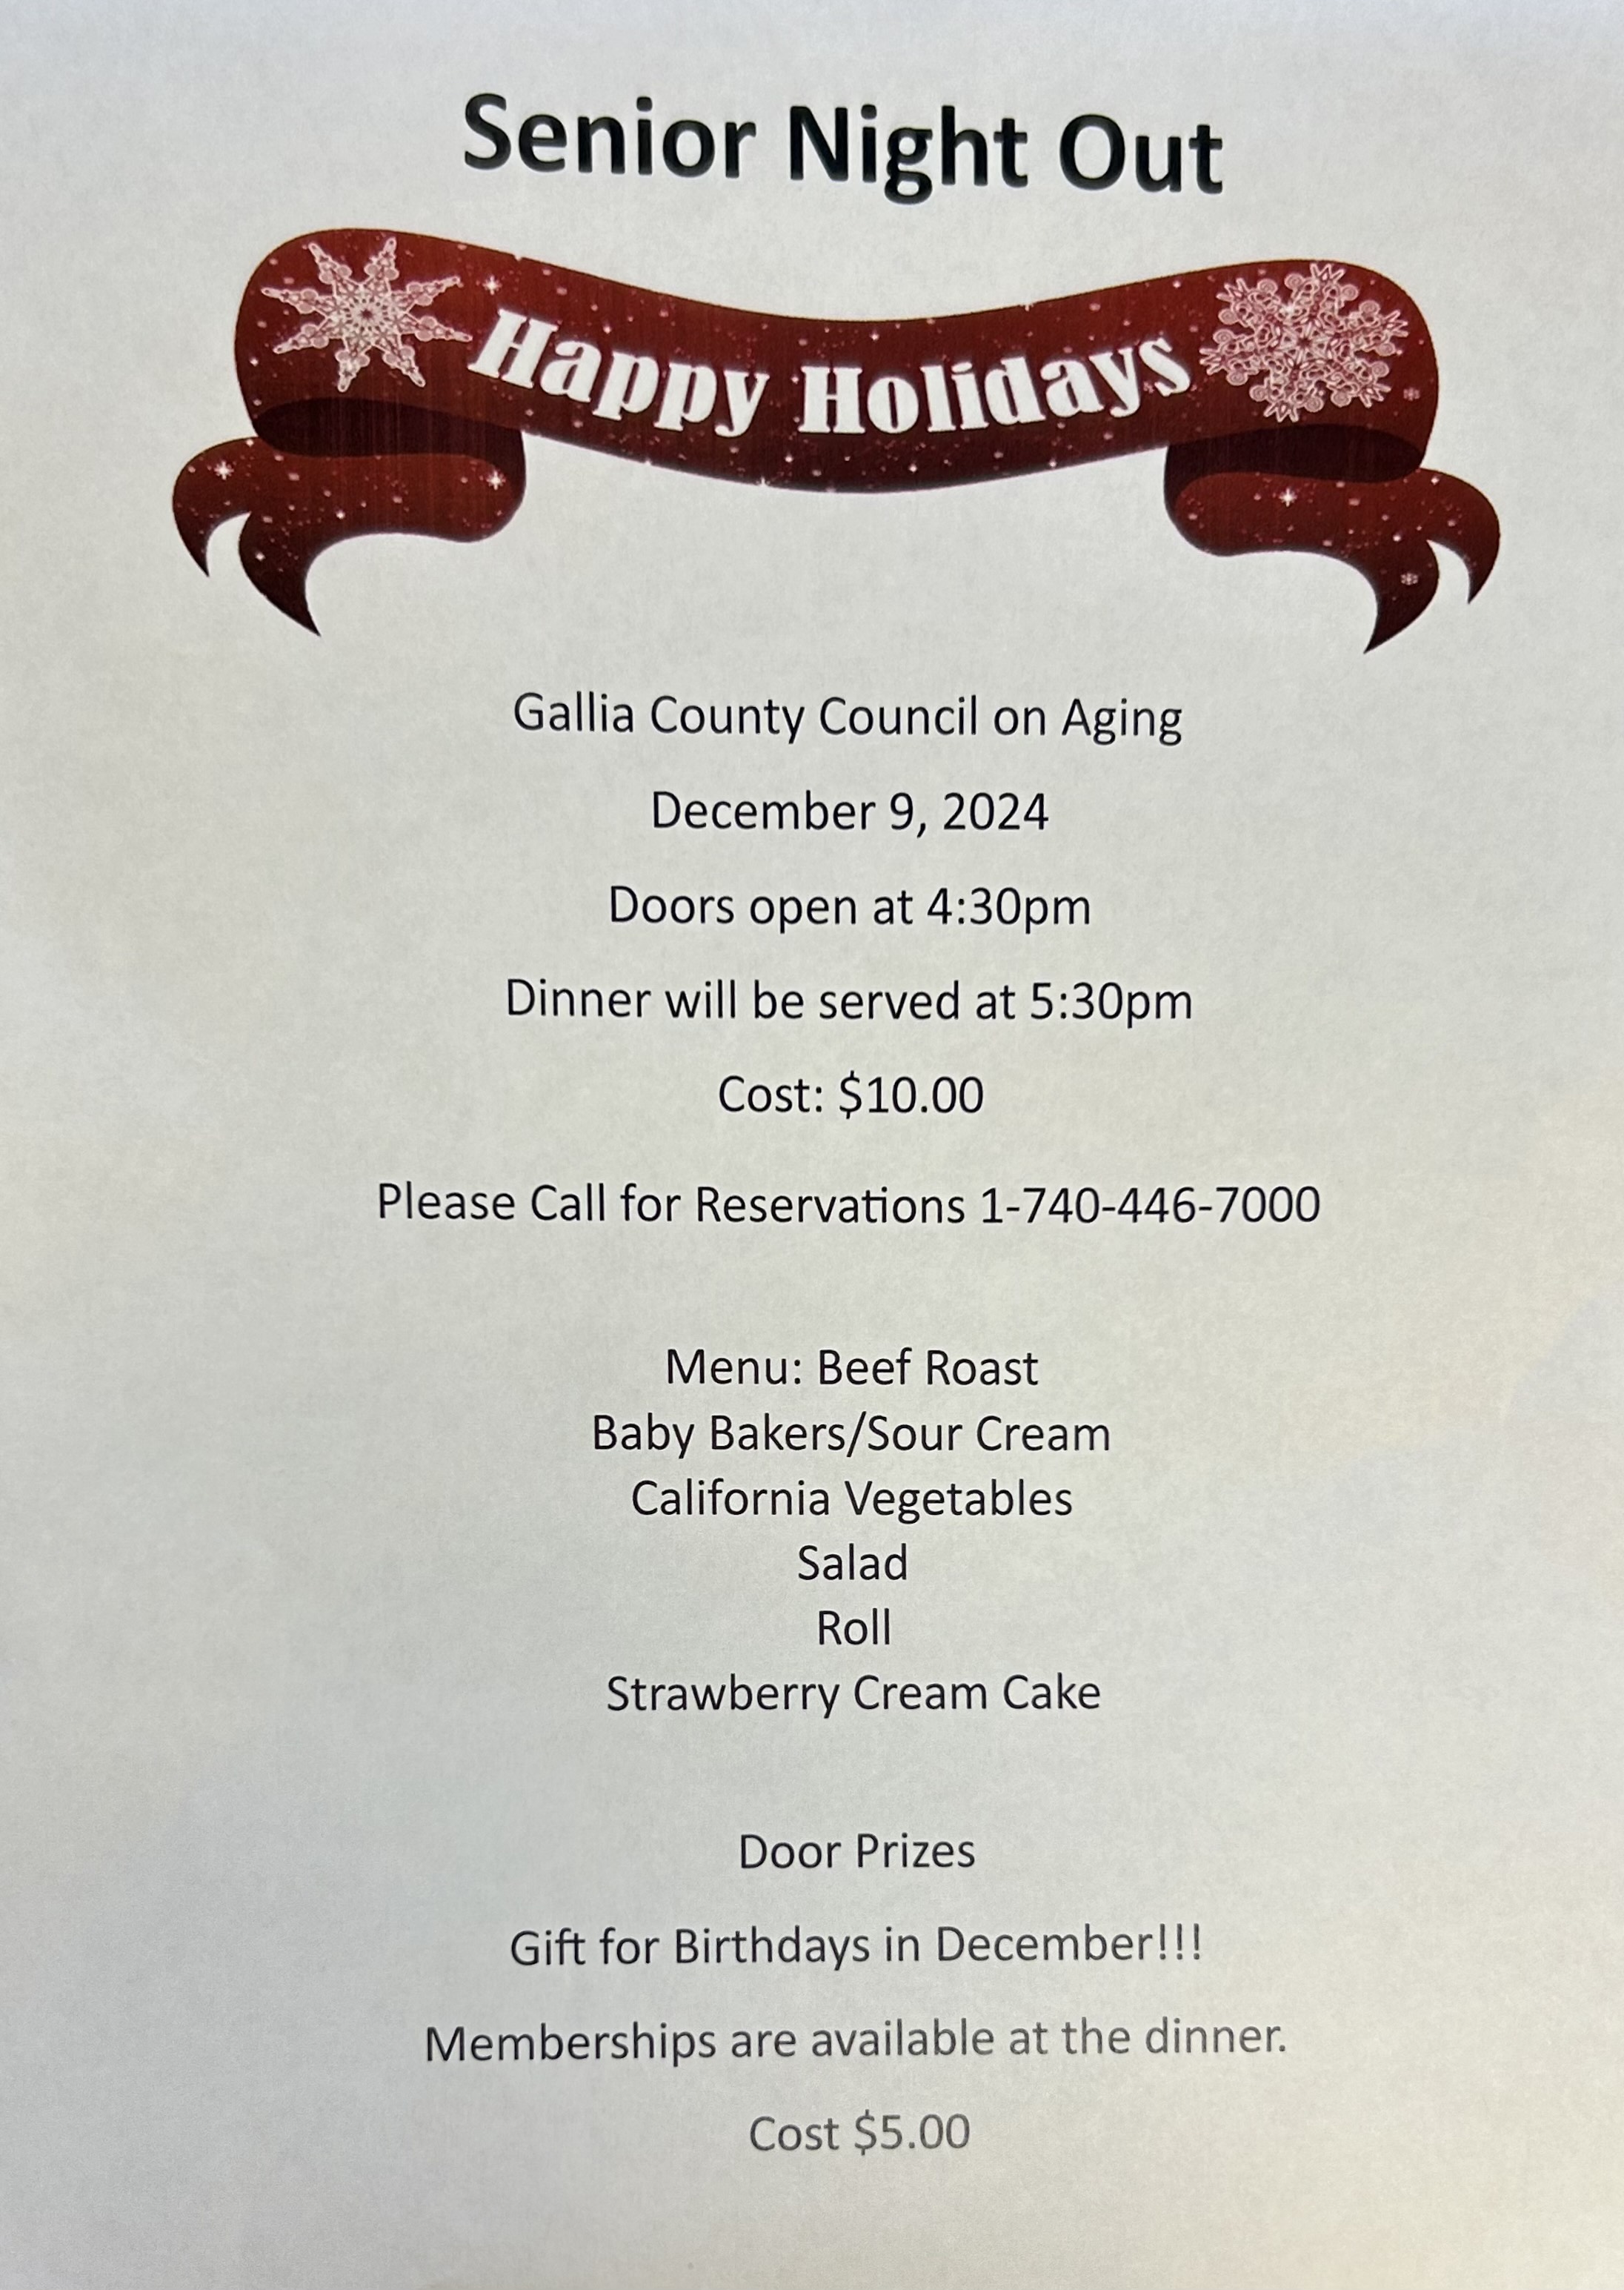 Senior Night Out
Happy Holidays
Gallia County Council on Aging
December 9, 2024
Doors open at 4:30pm
Dinner will be served at 5:30pm
Cost: $10.00
Please Call for Reservations 1-740-446-7000
Menu: Beef Roast
Baby Bakers/Sour Cream
California Vegetables
Salad
Roll
Strawberry Cream Cake
Door Prizes
Gift for Birthdays in December!!!
Memberships are available at the dinner.
Cost $5.00